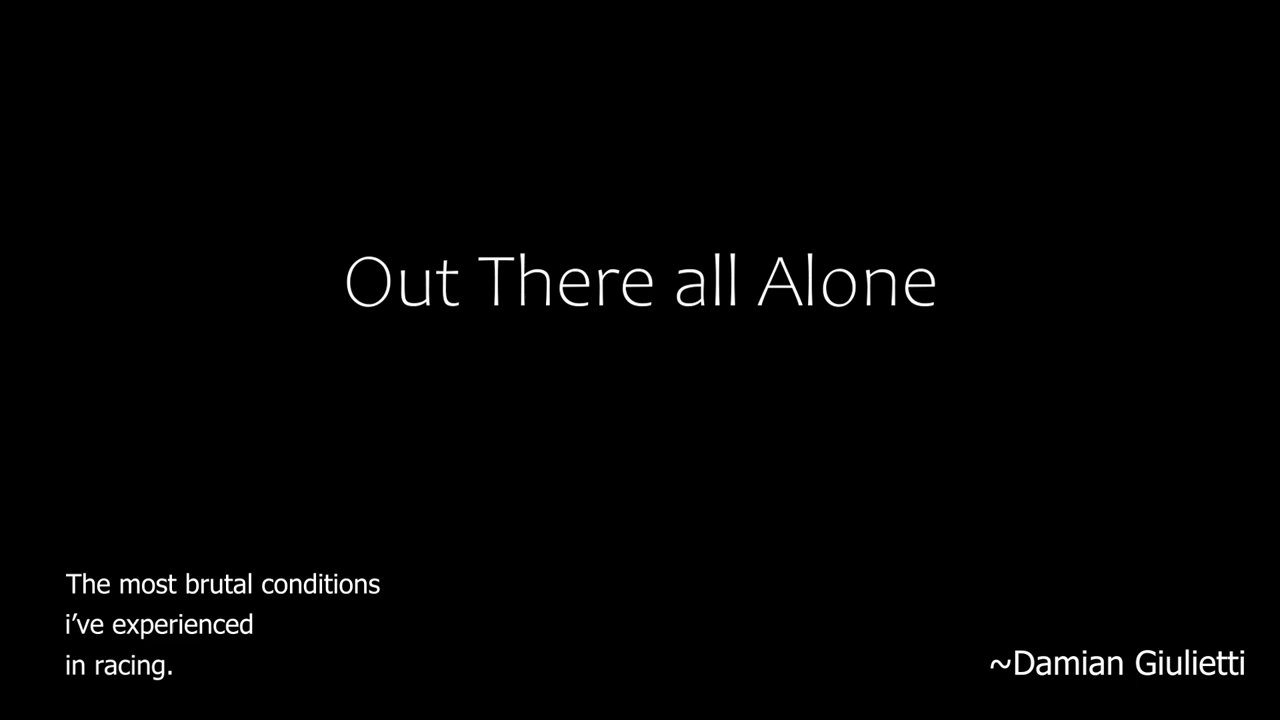 Out There all Alone
The most brutal conditions
i’ve experienced
in racing.
~Damian Giulietti